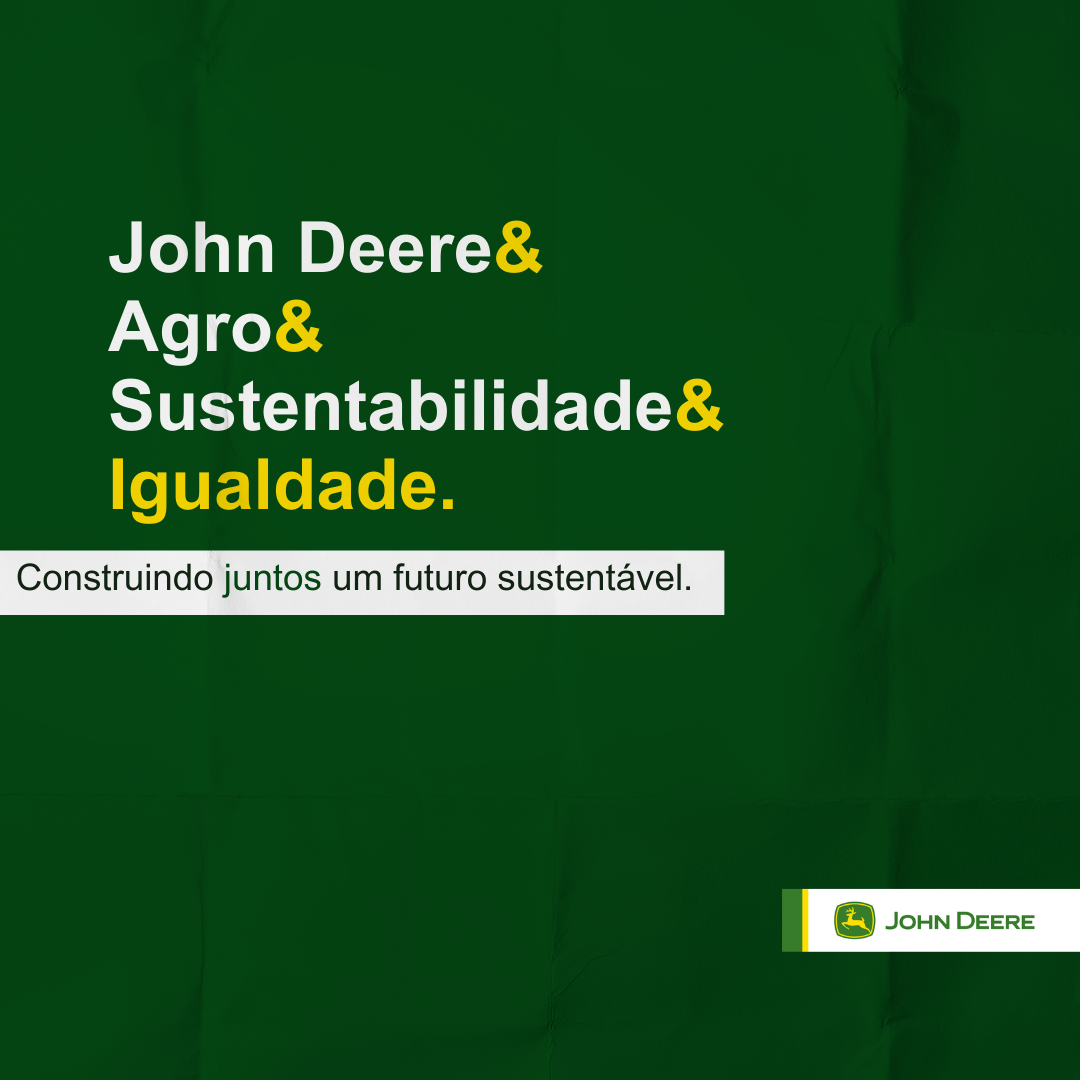 John Deere&
Agro&
Sustentabilidade&
Igualdade.
Construindo juntos um futuro sustentável.
JOHN DEERE